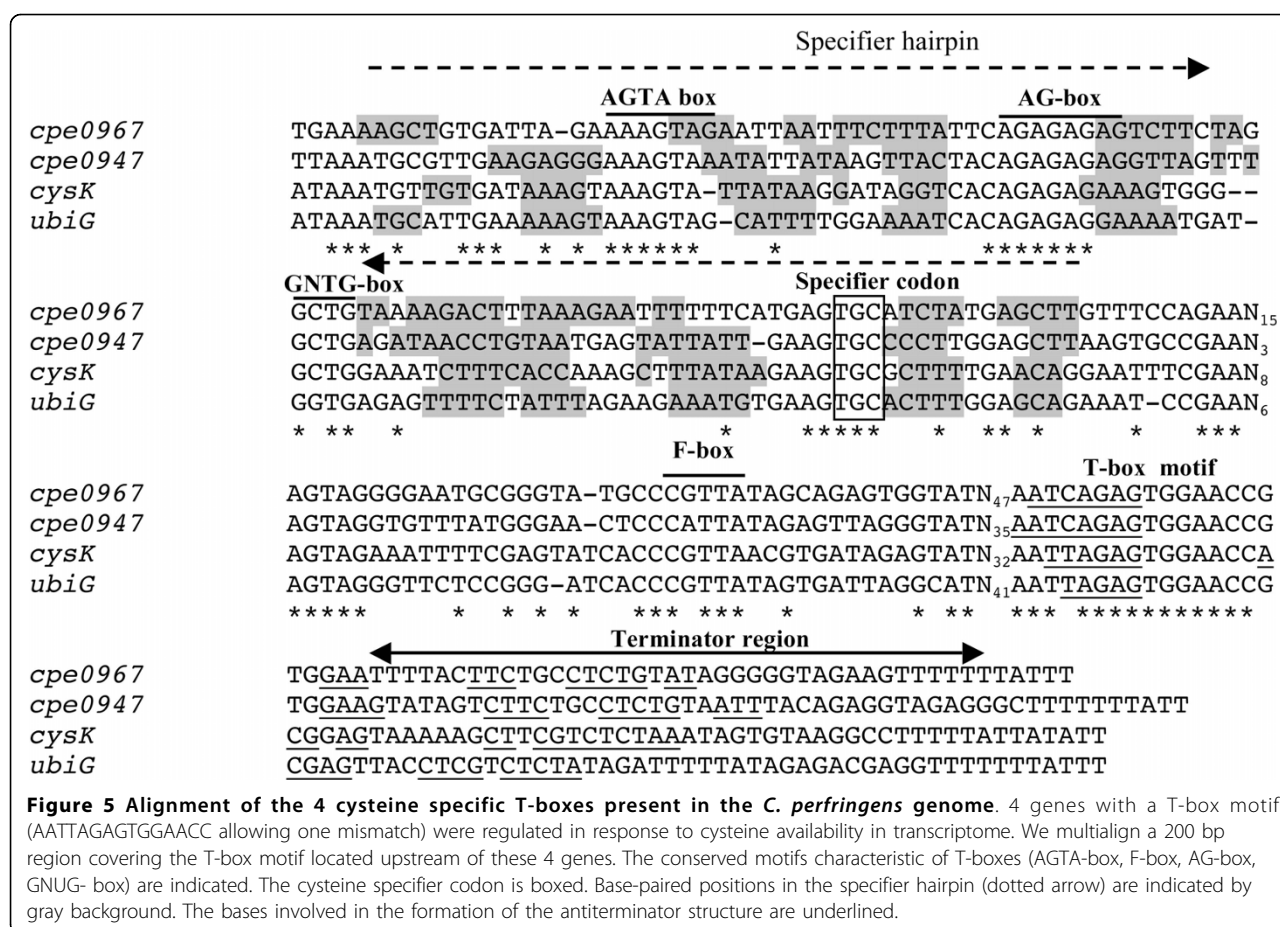 Specifier hairpin
AGTA box AG-box
cpe0967 TGAAAAGCTGTGATTA-GAAAAGTAGAATTAATTTCTTTATTCAGAGAGAGTCTTCTAG
cpe0947 TTAAATGCGTTGAAGAGGGAAAGTAAATATTATAAGTTACTACAGAGAGAGGTTAGTTT
cysK ATAAATGTTGTGATAAAGTAAAGTA-TTATAAGGATAGGTCACAGAGAGAAAGTGGG--
ubiG ATAAATGCATTGAAAAAGTAAAGTAG-CATTTTGGAAAATCACAGAGAGGAAAATGAT-
*** * *** * * ****** * *******
GNTG-box Specifier codon
cpe0967 GCTGTAAAAGACTTTAAAGAATTTTTTCATGAGTGCATCTATGAGCTTGTTTCCAGAAN15
cpe0947 GCTGAGATAACCTGTAATGAGTATTATT-GAAGTGCCCCTTGGAGCTTAAGTGCCGAAN3
cysK GCTGGAAATCTTTCACCAAAGCTTTATAAGAAGTGCGCTTTTGAACAGGAATTTCGAAN8
ubiG GGTGAGAGTTTTCTATTTAGAAGAAATGTGAAGTGCACTTTGGAGCAGAAAT-CCGAAN6
* ** * * ***** * ** * * ***
F-box T-box motif
cpe0967 AGTAGGGGAATGCGGGTA-TGCCCGTTATAGCAGAGTGGTATN47AATCAGAGTGGAACCG
cpe0947 AGTAGGTGTTTATGGGAA-CTCCCATTATAGAGTTAGGGTATN35AATCAGAGTGGAACCG
cysK AGTAGAAATTTTCGAGTATCACCCGTTAACGTGATAGAGTATN32AATTAGAGTGGAACCA
ubiG AGTAGGGTTCTCCGGG-ATCACCCGTTATAGTGATTAGGCATN41AATTAGAGTGGAACCG
***** * * * * *** *** * * ** *** ***********
Terminator region
cpe0967 TGGAATTTTACTTCTGCCTCTGTATAGGGGGTAGAAGTTTTTTTATTT
cpe0947 TGGAAGTATAGTCTTCTGCCTCTGTAATTTACAGAGGTAGAGGGCTTTTTTTATT
cysK CGGAGTAAAAAGCTTCGTCTCTAAATAGTGTAAGGCCTTTTTATTATATT
ubiG CGAGTTACCTCGTCTCTATAGATTTTTATAGAGACGAGGTTTTTTTATTT
Figure 5 Alignment of the 4 cysteine specific T-boxes present in the C. perfringens genome. 4 genes with a T-box motif
(AATTAGAGTGGAACC allowing one mismatch) were regulated in response to cysteine availability in transcriptome. We multialign a 200 bp
region covering the T-box motif located upstream of these 4 genes. The conserved motifs characteristic of T-boxes (AGTA-box, F-box, AG-box,
GNUG- box) are indicated. The cysteine specifier codon is boxed. Base-paired positions in the specifier hairpin (dotted arrow) are indicated by
gray background. The bases involved in the formation of the antiterminator structure are underlined.